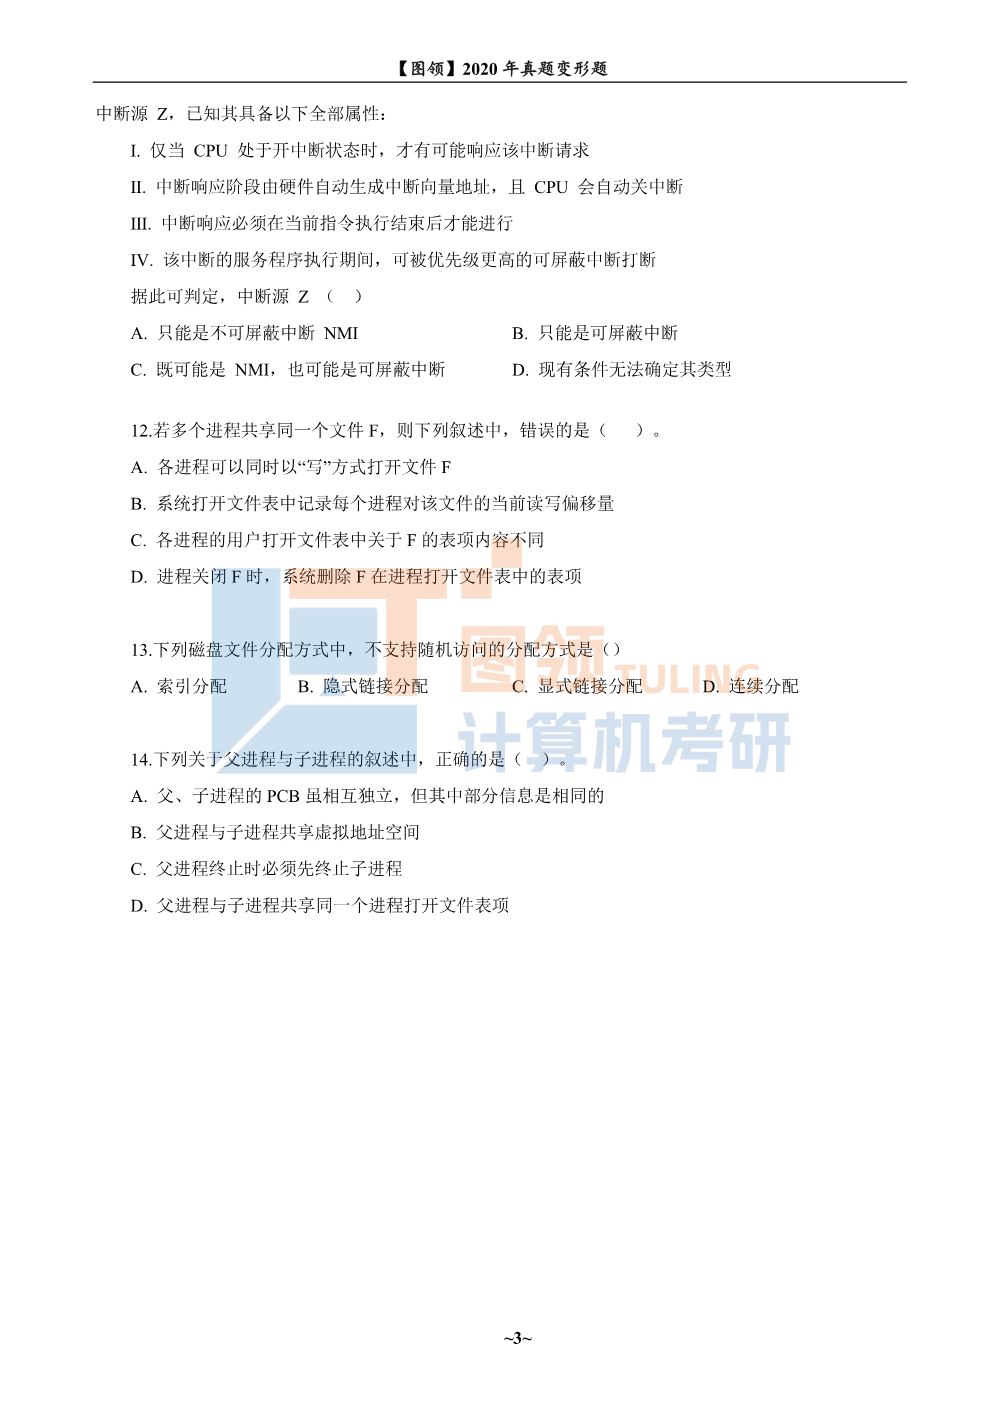 【图领】2020 年真题变形题
中断源 Z，已知其具备以下全部属性：
I. 仅当 CPU 处于开中断状态时，才有可能响应该中断请求
II. 中断响应阶段由硬件自动生成中断向量地址，且 CPU 会自动关中断
III. 中断响应必须在当前指令执行结束后才能进行
IV. 该中断的服务程序执行期间，可被优先级更高的可屏蔽中断打断
据此可判定，中断源 Z （ ）
A. 只能是不可屏蔽中断 NMI B. 只能是可屏蔽中断
C. 既可能是 NMI，也可能是可屏蔽中断 D. 现有条件无法确定其类型
12.若多个进程共享同一个文件 F，则下列叙述中，错误的是（ ）。
A. 各进程可以同时以“写”方式打开文件 F
B. 系统打开文件表中记录每个进程对该文件的当前读写偏移量
C. 各进程的用户打开文件表中关于 F 的表项内容不同
D. 进程关闭 F 时，系统删除 F 在进程打开文件表中的表项
13.下列磁盘文件分配方式中，不支持随机访问的分配方式是（）
A. 索引分配 B. 隐式链接分配 C. 显式链接分配 D. 连续分配
14.下列关于父进程与子进程的叙述中，正确的是（ ）。
A. 父、子进程的 PCB 虽相互独立，但其中部分信息是相同的
B. 父进程与子进程共享虚拟地址空间
C. 父进程终止时必须先终止子进程
D. 父进程与子进程共享同一个进程打开文件表项
图领 TULING
计算机考研
~3~